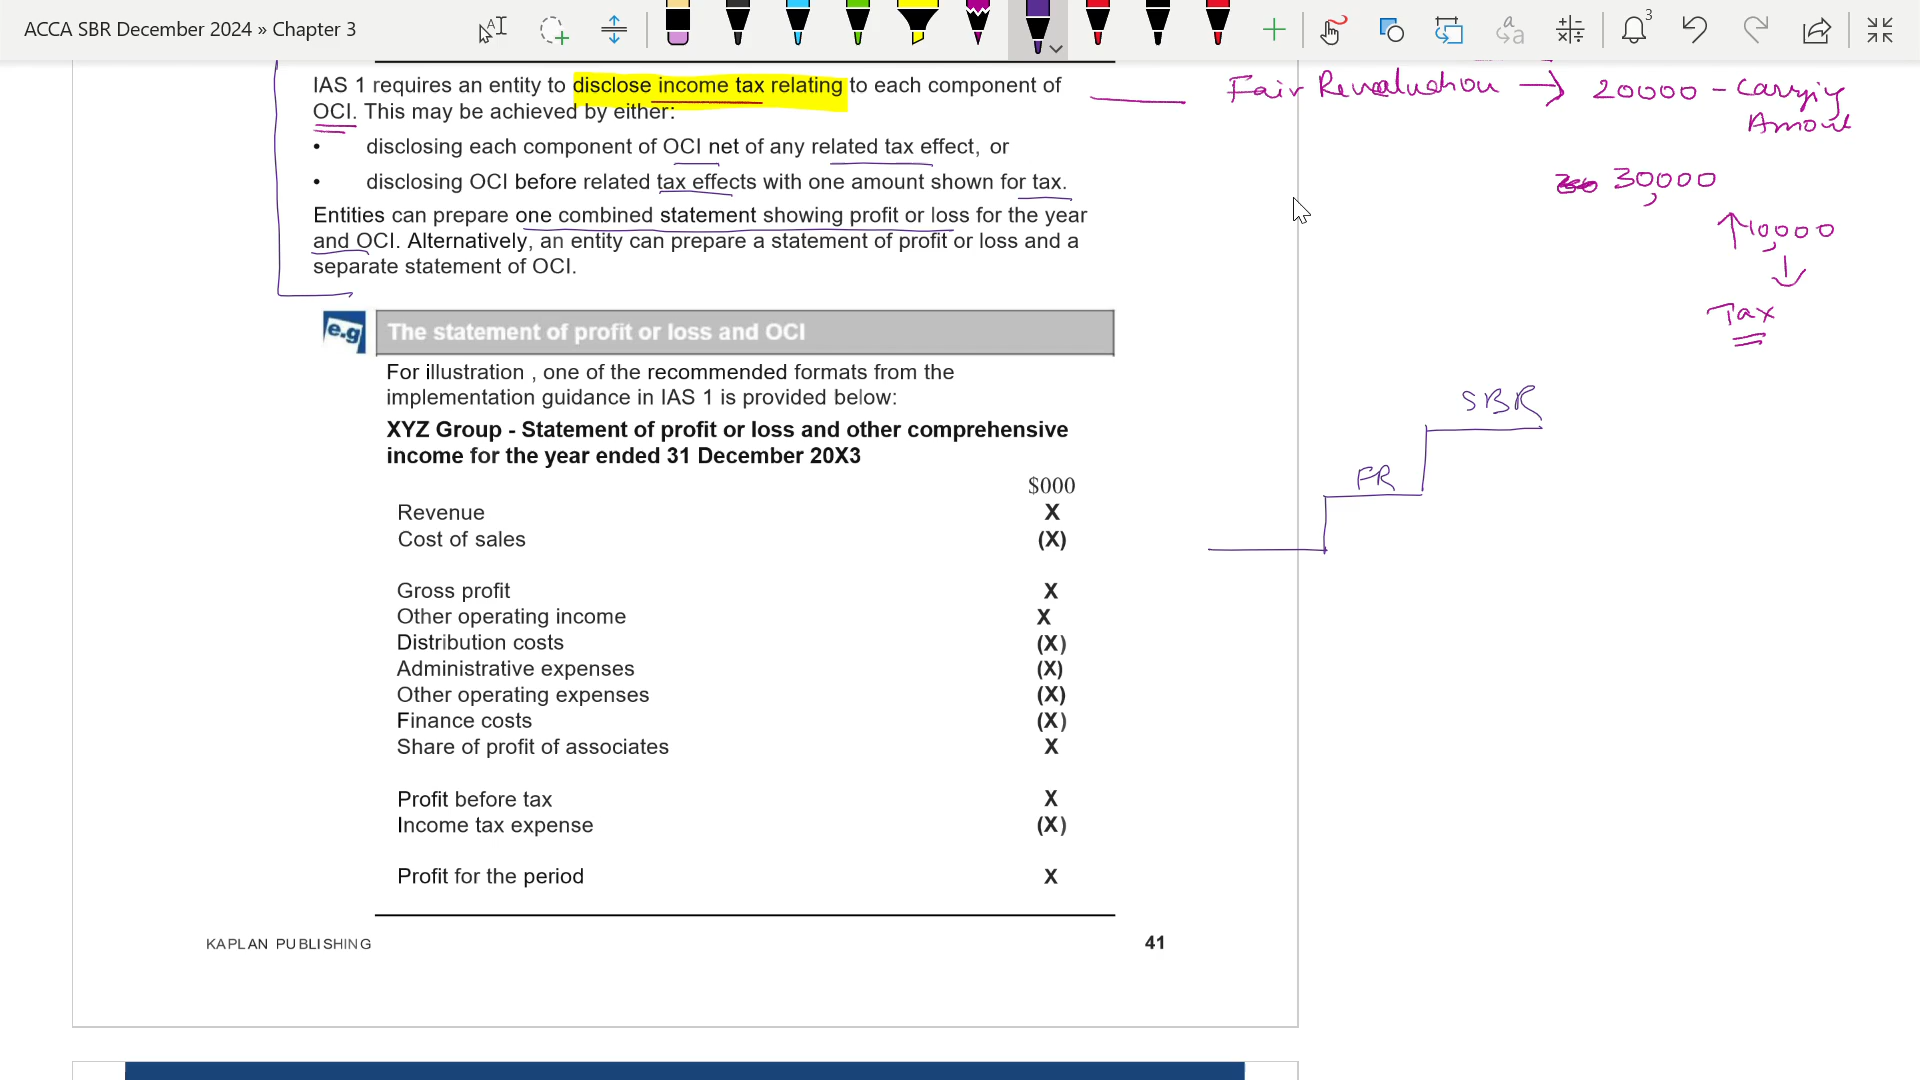 ACCA SBR December 2024 » Chapter 3
3
IAS 1 requires an entity to disclose income tax relating to each component of
OCI. This may be achieved by either:
• disclosing each component of OCI net of any related tax effect, or
• disclosing OCI before related tax effects with one amount shown for tax.
Entities can prepare one combined statement showing profit or loss for the year
and OCI. Alternatively, an entity can prepare a statement of profit or loss and a
separate statement of OCI.
e.g The statement of profit or loss and OCI
For illustration , one of the recommended formats from the
implementation guidance in IAS 1 is provided below:
XYZ Group - Statement of profit or loss and other comprehensive
income for the year ended 31 December 20X3
$000
Revenue X
Cost of sales (X)
Gross profit X
Other operating income X
Distribution costs (X)
Administrative expenses (X)
Other operating expenses (X)
Finance costs (X)
Share of profit of associates X
Profit before tax X
Income tax expense (X)
Profit for the period X
KAPLAN PUBLISHING 41
Fair Revaluation → 20000 - Carrying
Amount
30,000
↑10,000
↓
Tax
SBR
FR